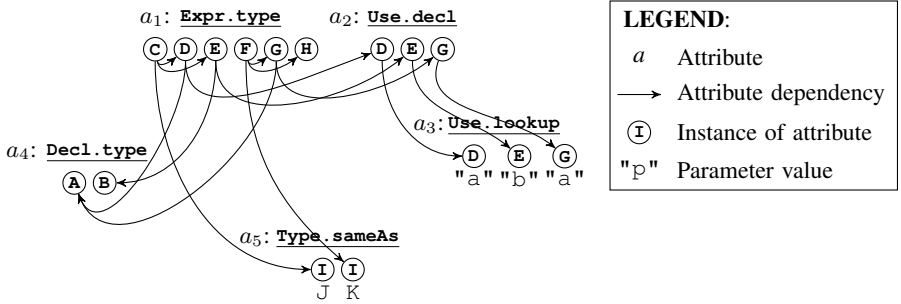 a₁: Expr.type a₂: Use.decl
C D E F G H D E G
a₃: Use.lookup
D E G
"a" "b" "a"
a₄: Decl.type
A B
a₅: Type.sameAs
I I
J K
LEGEND:
a Attribute
Attribute dependency
I Instance of attribute
"p" Parameter value